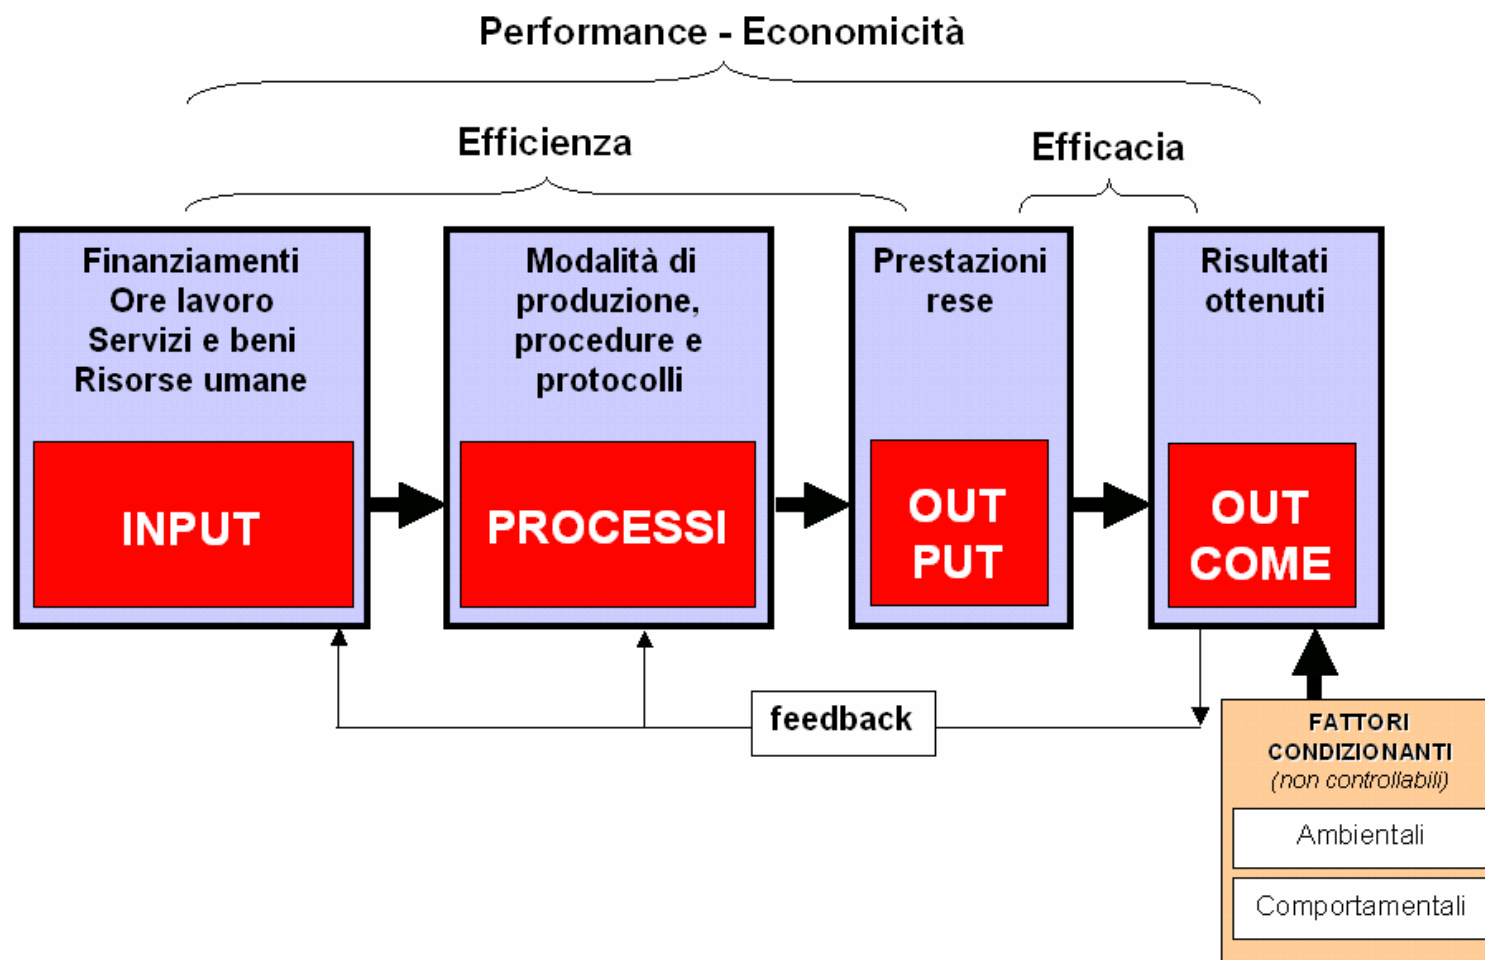 Performance - Economicità
Efficienza
Efficacia
Finanziamenti
Ore lavoro
Servizi e beni
Risorse umane
INPUT
Modalità di
produzione,
procedure e
protocolli
PROCESSI
Prestazioni
rese
OUT
PUT
Risultati
ottenuti
OUT
COME
feedback
FATTORI
CONDIZIONANTI
(non controllabili)
Ambientali
Comportamentali